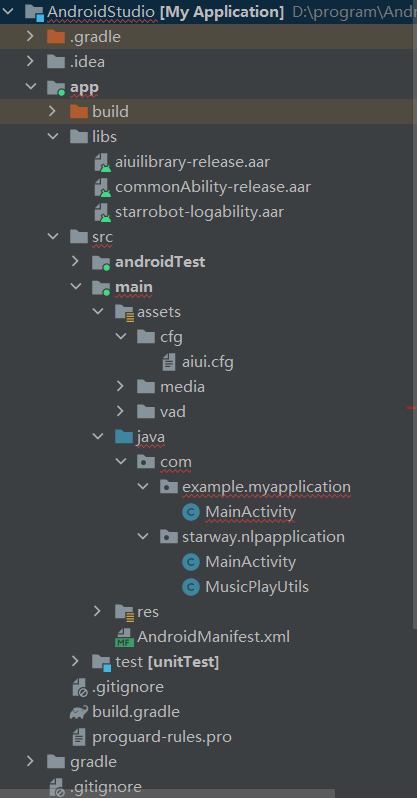 AndroidStudio [My Application] D:\program\Andr
.gradle
.idea
app
build
libs
aiuilibrary-release.aar
commonAbility-release.aar
starrobot-logability.aar
src
androidTest
main
assets
cfg
aiui.cfg
media
vad
java
com
example.myapplication
MainActivity
starway.nlpapplication
MainActivity
MusicPlayUtils
res
AndroidManifest.xml
test [unitTest]
.gitignore
build.gradle
proguard-rules.pro
gradle
.gitignore